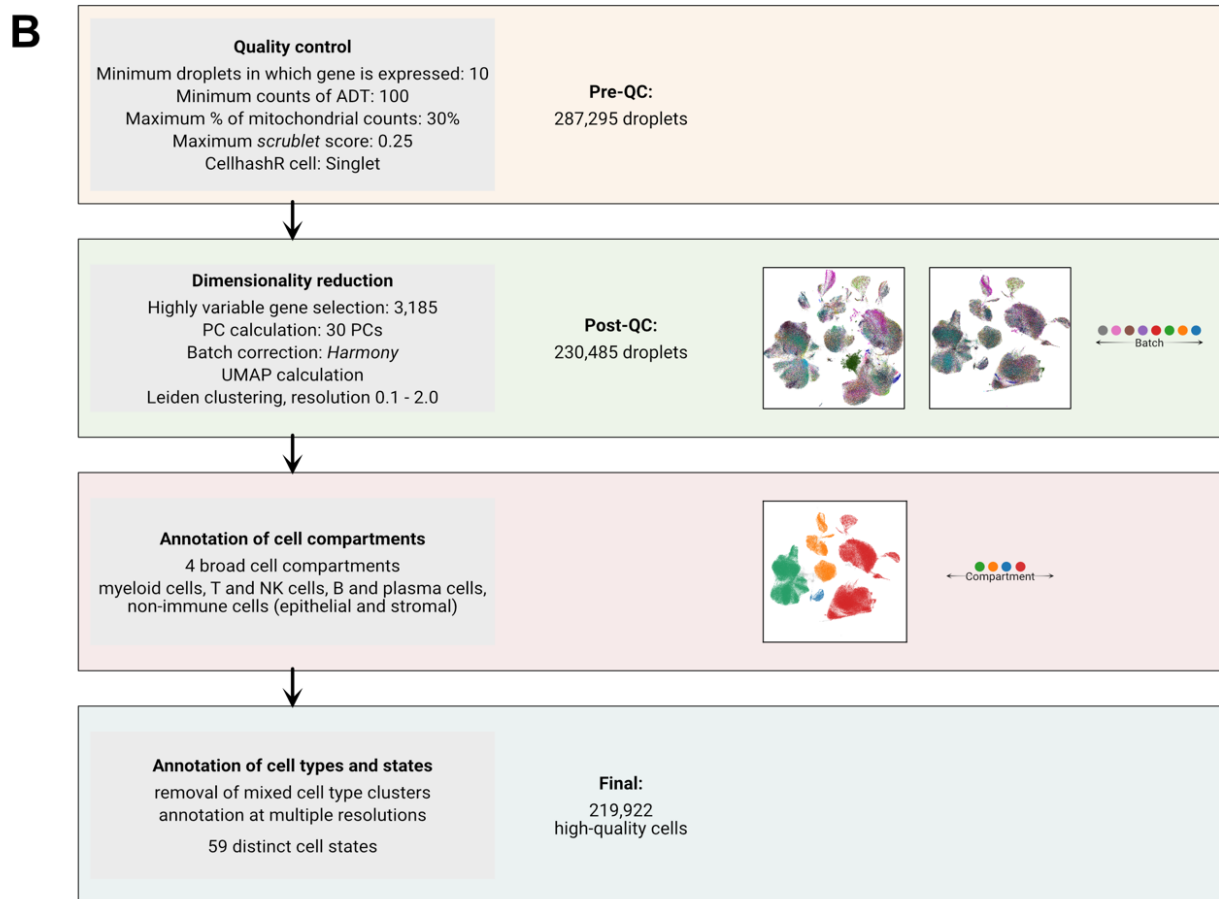 B
Quality control
Minimum droplets in which gene is expressed: 10
Minimum counts of ADT: 100
Maximum % of mitochondrial counts: 30%
Maximum scrublet score: 0.25
CellhashR cell: Singlet
Pre-QC:
287,295 droplets
Dimensionality reduction
Highly variable gene selection: 3,185
PC calculation: 30 PCs
Batch correction: Harmony
UMAP calculation
Leiden clustering, resolution 0.1 - 2.0
Post-QC:
230,485 droplets
Batch
Annotation of cell compartments
4 broad cell compartments
myeloid cells, T and NK cells, B and plasma cells,
non-immune cells (epithelial and stromal)
Compartment
Annotation of cell types and states
removal of mixed cell type clusters
annotation at multiple resolutions
59 distinct cell states
Final:
219,922
high-quality cells